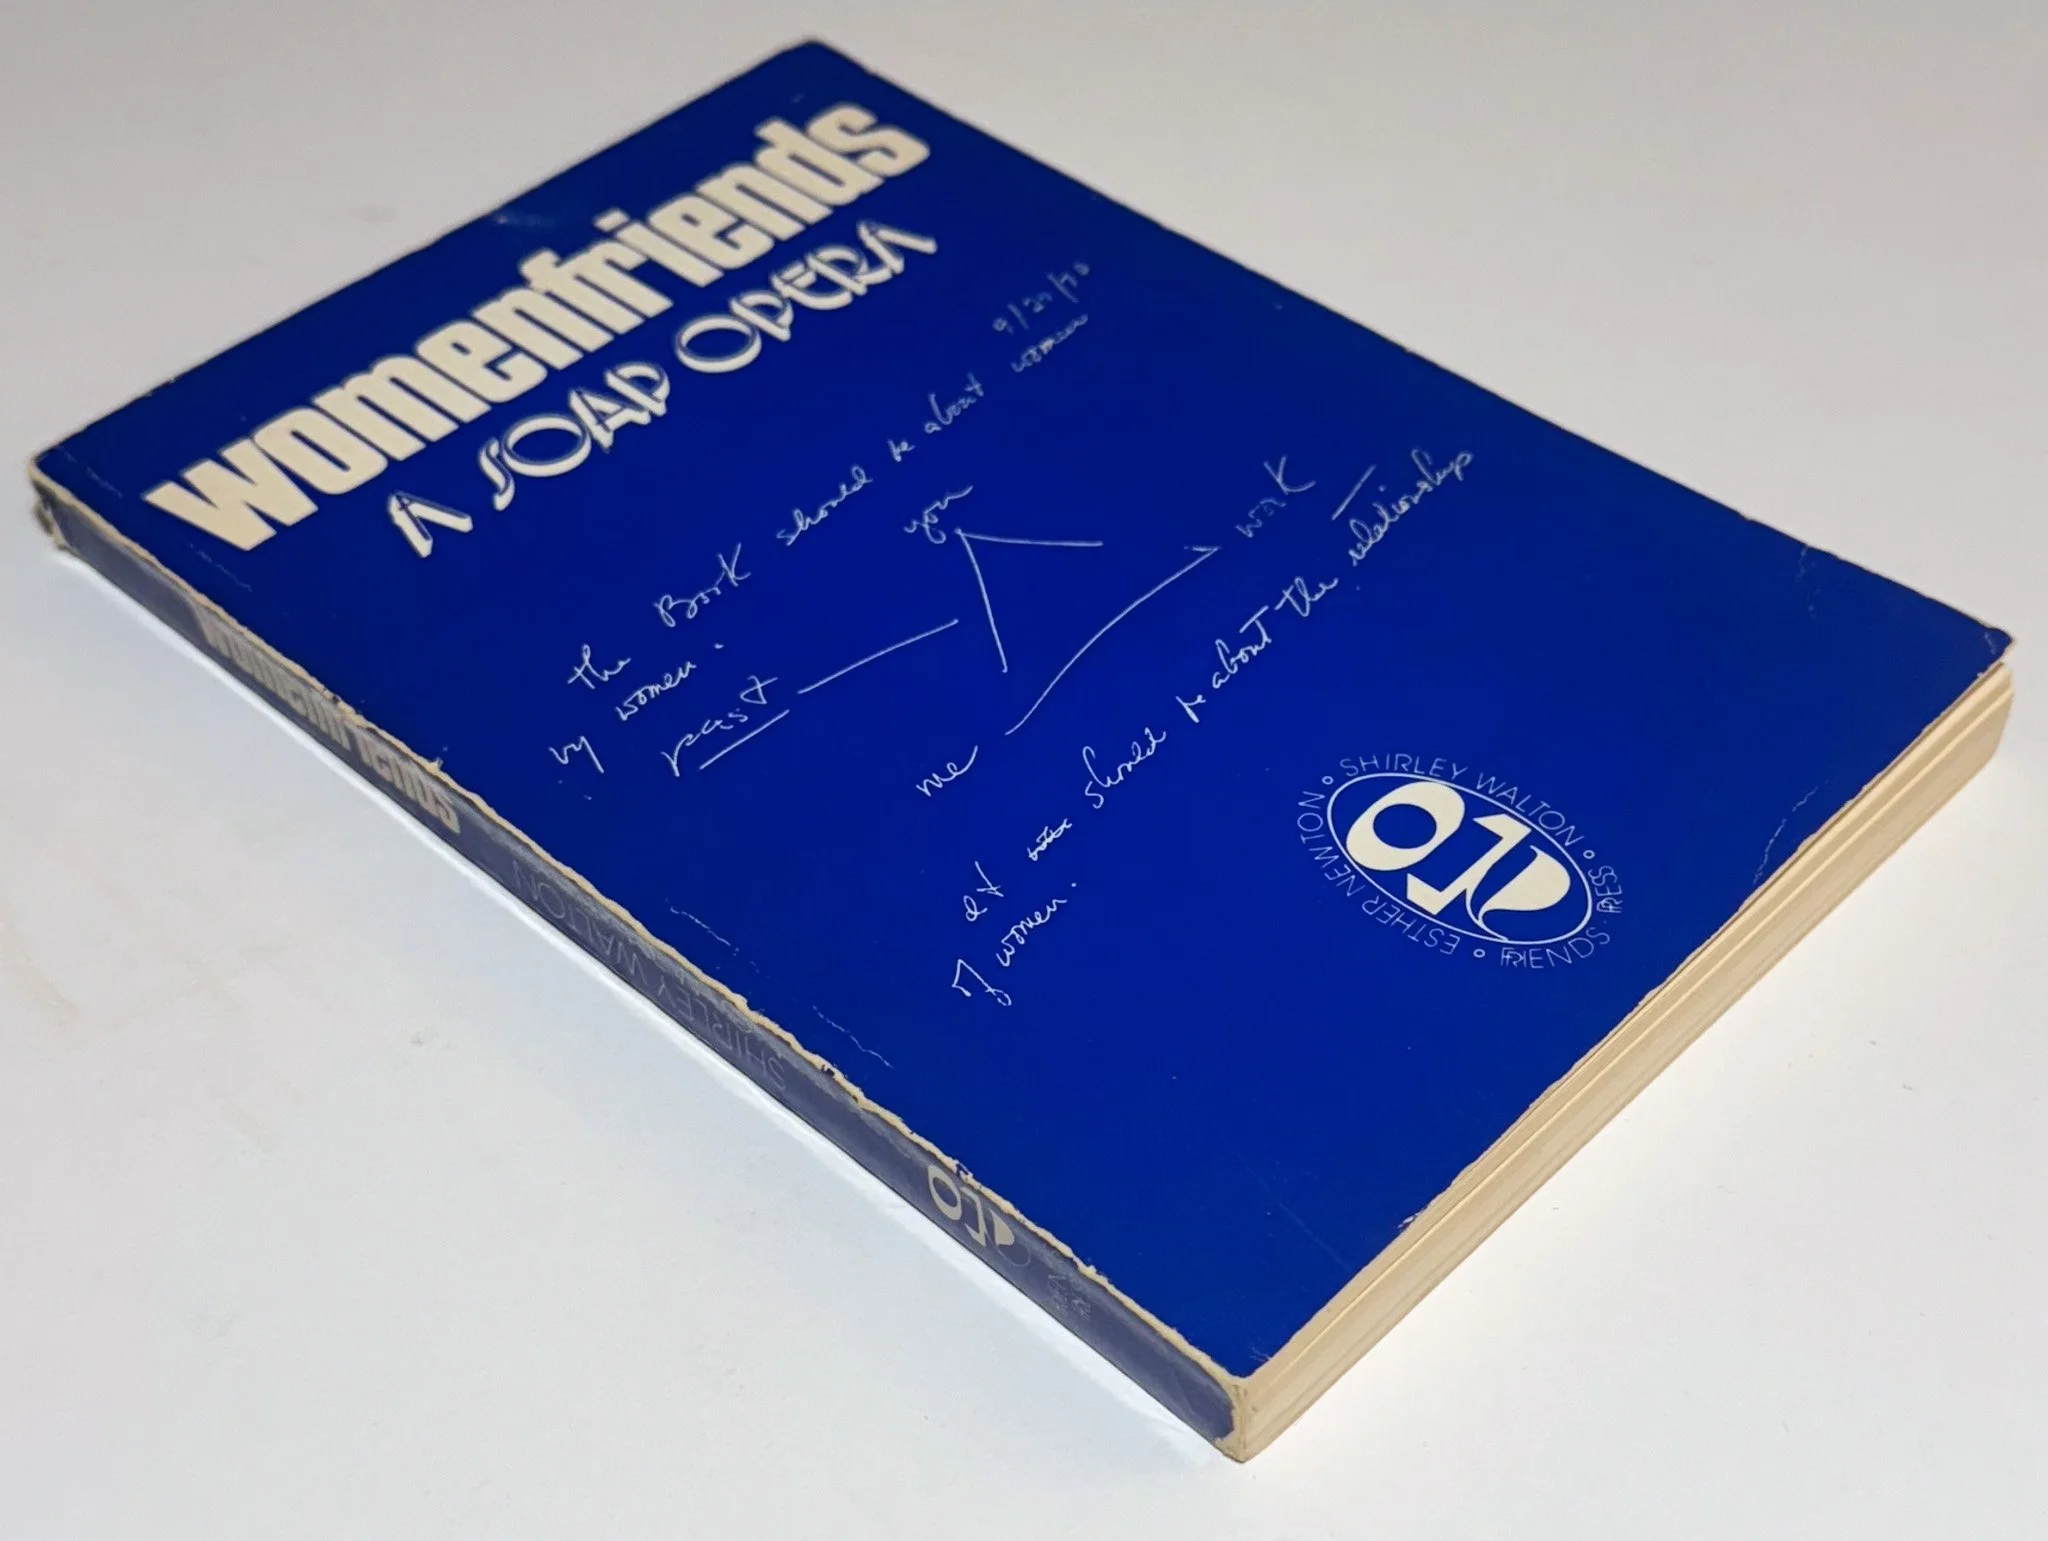 womenfriends
A SOAP OPERA
9/20/70
the Book should be about women
by women.
you
work
past
me
it should be about the relationships
of women.
ESTHER NEWTON • SHIRLEY WALTON • FRIENDS • PRESS
womenfriends
SHIRLEY WALTON